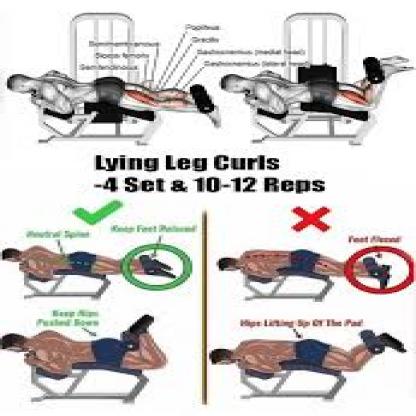 Popliteus
Gracilis
Semimembranosus
Gastrocnemius (medial head)
Biceps femoris
Gastrocnemius (lateral head)
Semitendinosus
Lying Leg Curls
-4 Set & 10-12 Reps
Neutral Spine
Keep Feet Relaxed
Feet Flexed
Keep Hips
Pushed Down
Hips Lifting Up Of The Pad